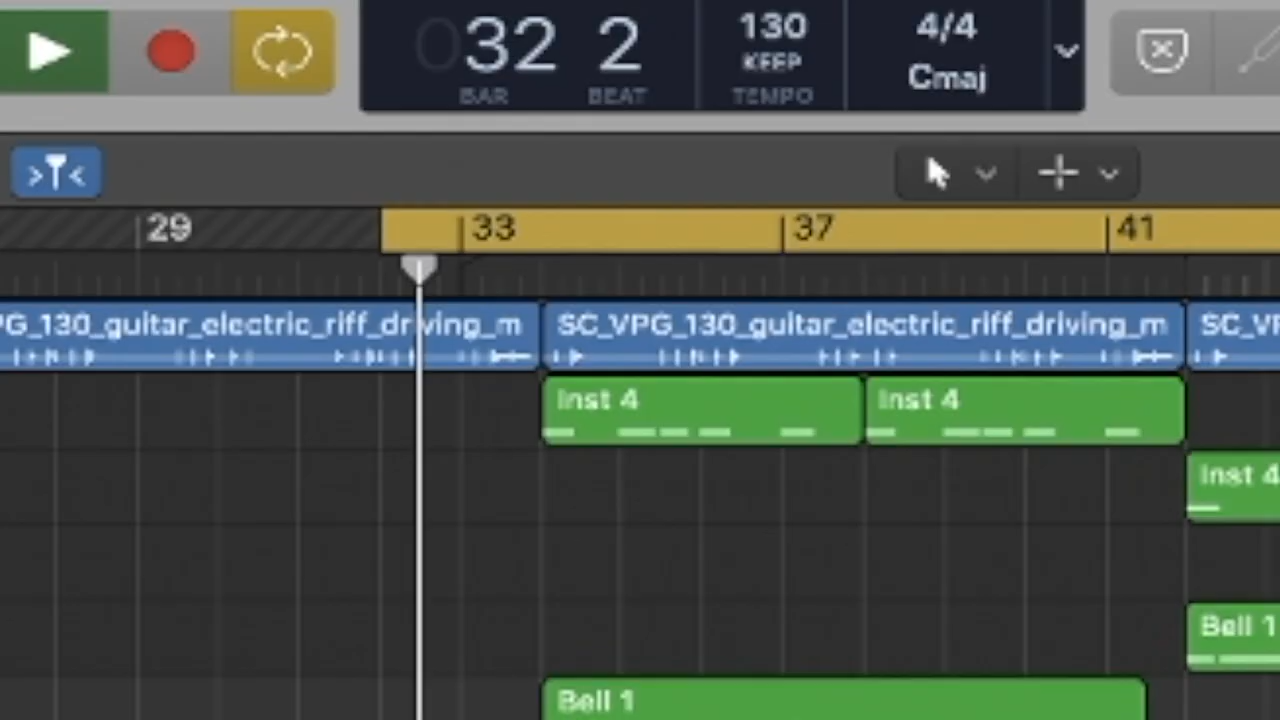 032 2 130 4/4
KEEP Cmaj
BAR BEAT TEMPO
29 33 37 41
PG_130_guitar_electric_riff_driving_m SC_VPG_130_guitar_electric_riff_driving_m SC_VP
Inst 4 Inst 4
Inst 4
Bell 1
Bell 1